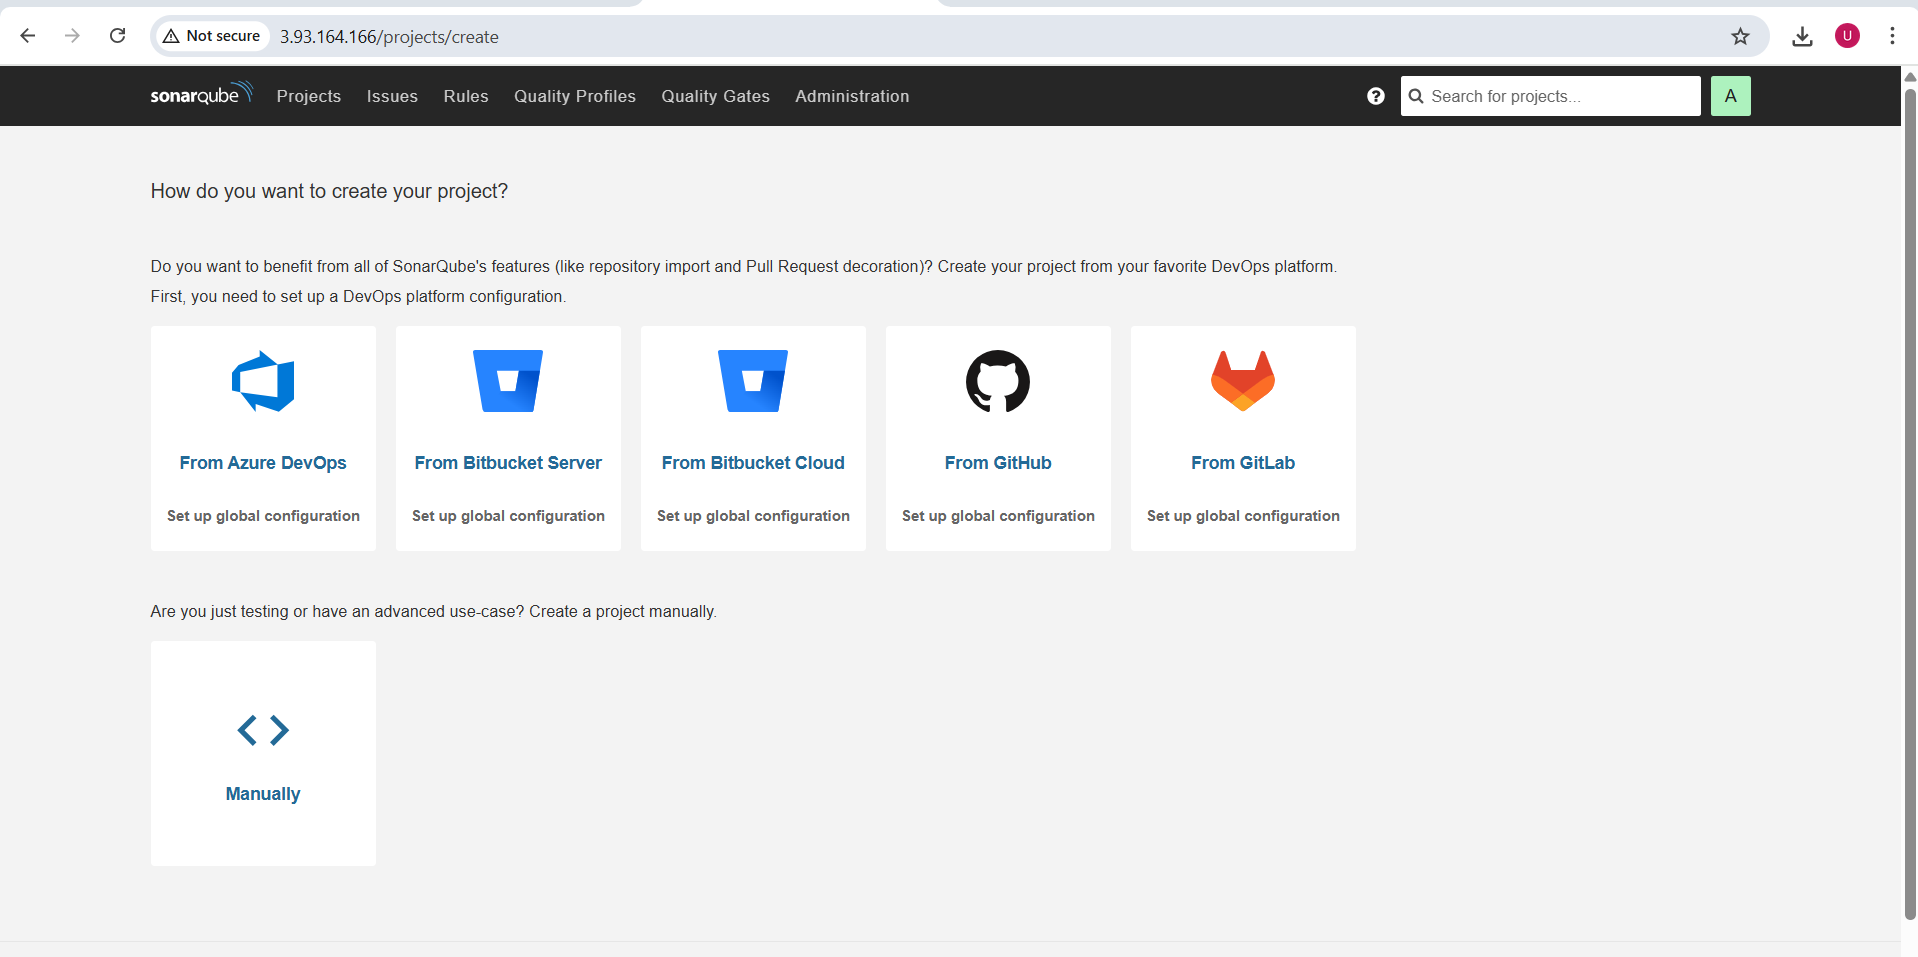 Not secure 3.93.164.166/projects/create U
sonarqube Projects Issues Rules Quality Profiles Quality Gates Administration ? Search for projects... A
How do you want to create your project?
Do you want to benefit from all of SonarQube's features (like repository import and Pull Request decoration)? Create your project from your favorite DevOps platform.
First, you need to set up a DevOps platform configuration.
From Azure DevOps From Bitbucket Server From Bitbucket Cloud From GitHub From GitLab
Set up global configuration Set up global configuration Set up global configuration Set up global configuration Set up global configuration
Are you just testing or have an advanced use-case? Create a project manually.
Manually